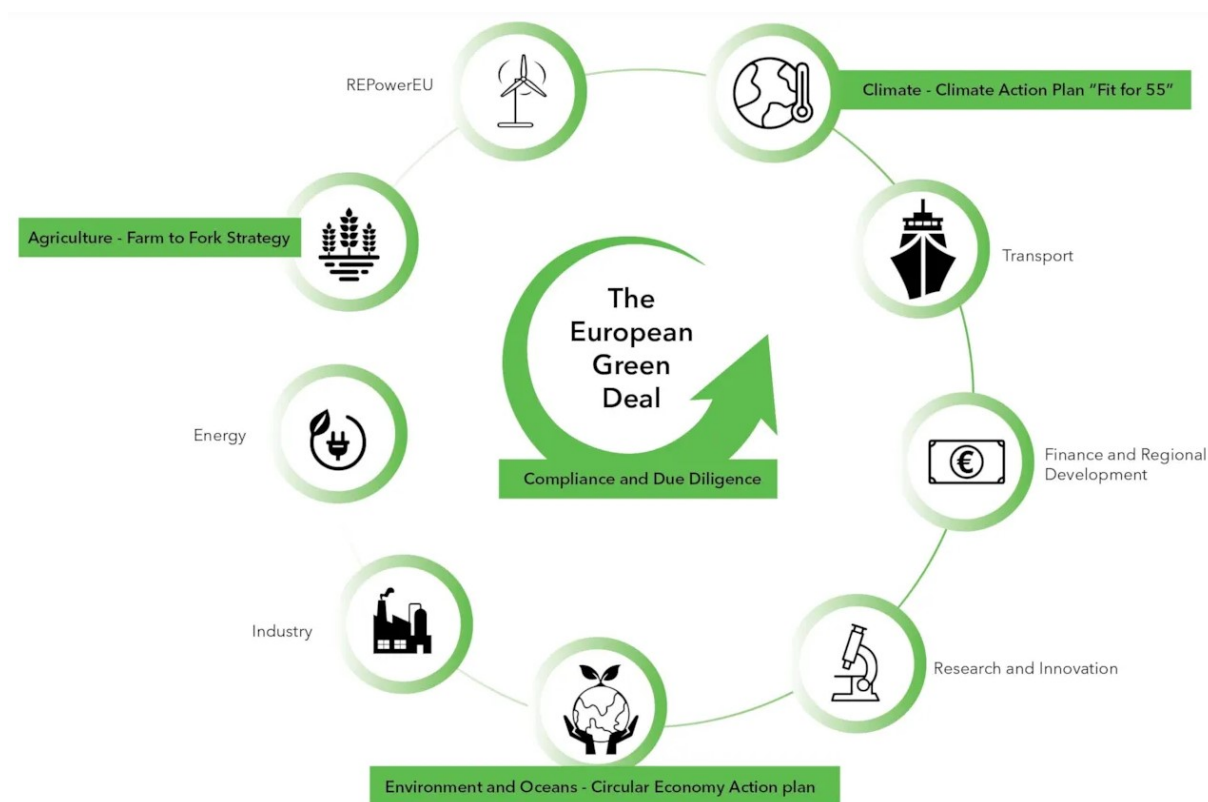 REPowerEU
Climate - Climate Action Plan "Fit for 55"
Agriculture - Farm to Fork Strategy
Transport
The
European
Green
Deal
Compliance and Due Diligence
Energy
Finance and Regional
Development
€
Industry
Research and Innovation
Environment and Oceans - Circular Economy Action plan